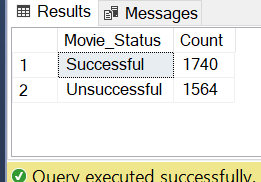 Results Messages
Movie_Status Count
1 Successful 1740
2 Unsuccessful 1564
Query executed successfully.